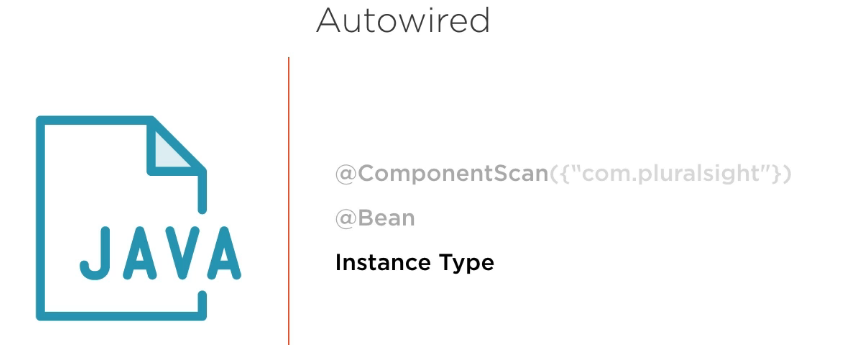 Autowired
JAVA
@ComponentScan({"com.pluralsight"})
@Bean
Instance Type